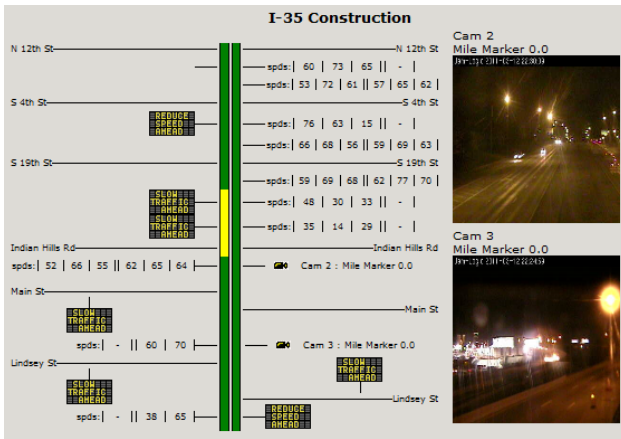 I-35 Construction
N 12th St
N 12th St
spds:| 60 | 73 | 65 || - |
spds:| 53 | 72 | 61 || 57 | 65 | 62 |
S 4th St
S 4th St
REDUCE
SPEED
AHEAD
spds:| 76 | 63 | 15 || - |
spds:| 66 | 68 | 56 || 59 | 69 | 63 |
S 19th St
S 19th St
spds:| 59 | 69 | 68 || 62 | 77 | 70 |
SLOW
TRAFFIC
AHEAD
spds:| 48 | 30 | 33 || - |
SLOW
TRAFFIC
AHEAD
spds:| 35 | 14 | 29 || - |
Indian Hills Rd
Indian Hills Rd
spds:| 52 | 66 | 55 || 62 | 65 | 64 |
Cam 2 : Mile Marker 0.0
Main St
Main St
SLOW
TRAFFIC
AHEAD
spds:| - || 60 | 70 |
Cam 3 : Mile Marker 0.0
Lindsey St
SLOW
TRAFFIC
AHEAD
SLOW
TRAFFIC
AHEAD
Lindsey St
spds:| - || 38 | 65 |
REDUCE
SPEED
AHEAD
Cam 2
Mile Marker 0.0
Cam 3
Mile Marker 0.0